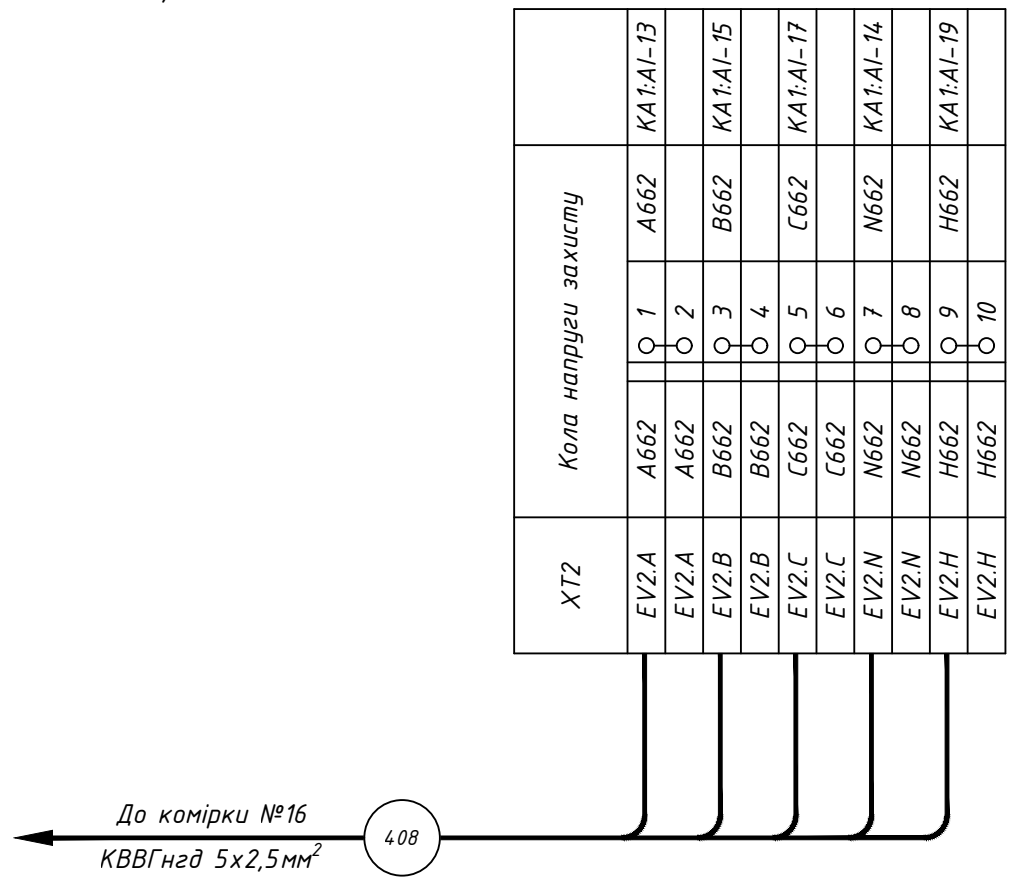 KA1:AI-13
KA1:AI-15
KA1:AI-17
KA1:AI-14
KA1:AI-19
Кола напруги захисту
A662
B662
C662
N662
H662
1
2
3
4
5
6
7
8
9
10
A662
A662
B662
B662
C662
C662
N662
N662
H662
H662
XT2
EV2.A
EV2.A
EV2.B
EV2.B
EV2.C
EV2.C
EV2.N
EV2.N
EV2.H
EV2.H
До комірки №16
408
КВВГнгд 5х2,5мм²